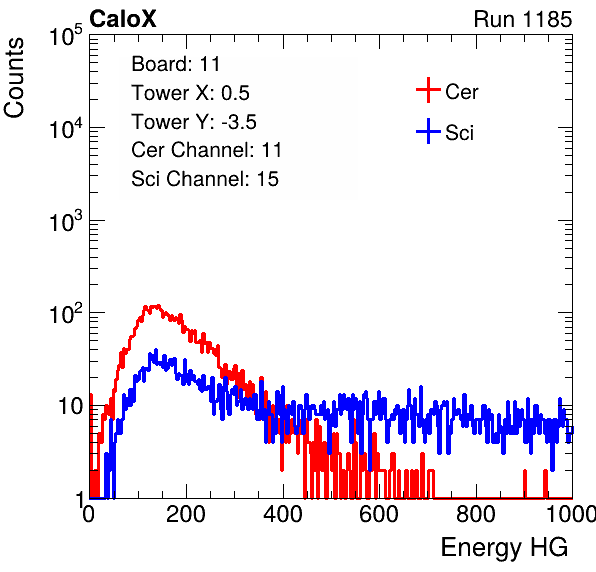 CaloX Run 1185
Counts
10^5
10^4
10^3
10^2
10
1
Board: 11
Tower X: 0.5
Tower Y: -3.5
Cer Channel: 11
Sci Channel: 15
Cer
Sci
0 200 400 600 800 1000
Energy HG